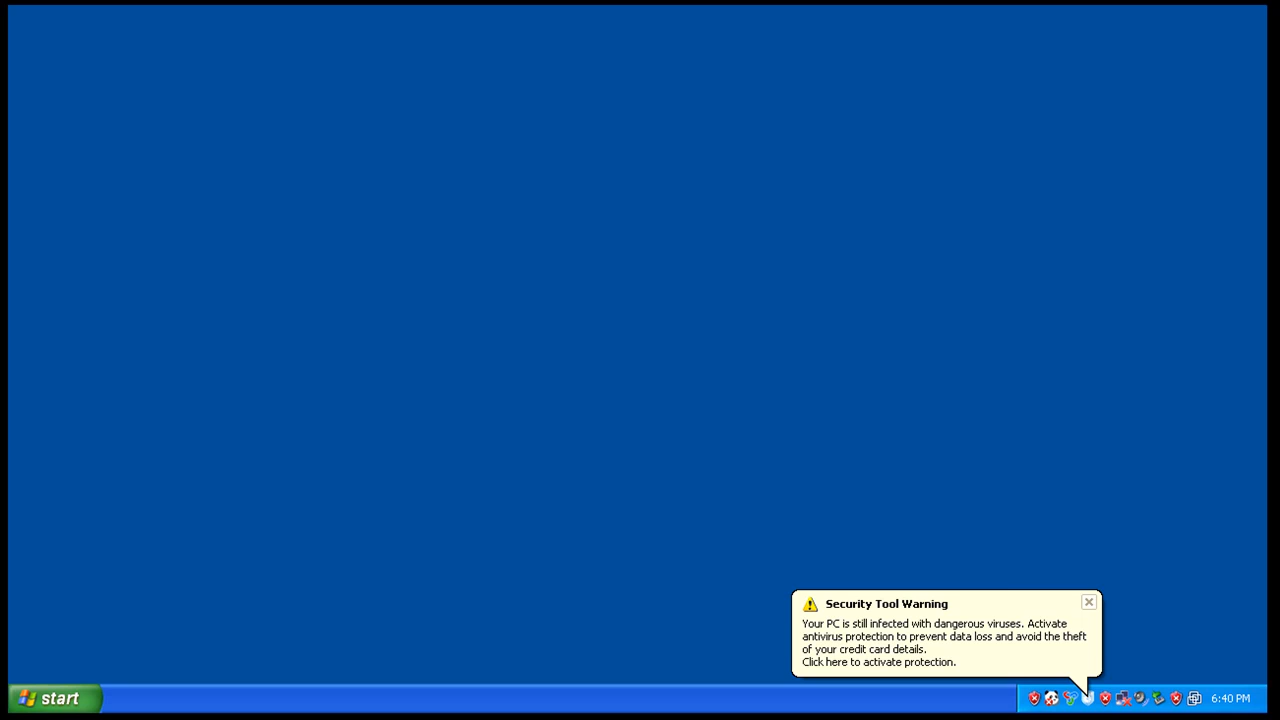 Security Tool Warning
Your PC is still infected with dangerous viruses. Activate
antivirus protection to prevent data loss and avoid the theft
of your credit card details.
Click here to activate protection.
start
6:40 PM